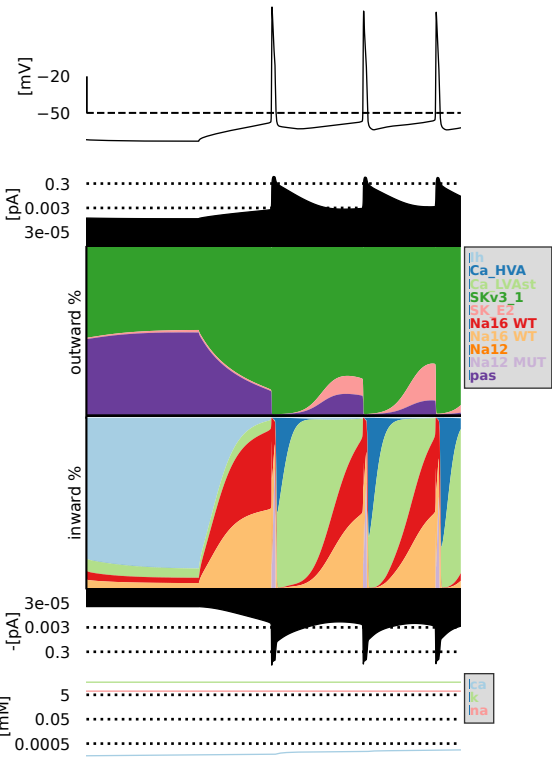 [mV]
−20
−50
[pA]
0.3
0.003
3e-05
outward %
Ih
Ca_HVA
Ca_LVAst
SKv3_1
SK_E2
Na16 WT
Na16 WT
Na12
Na12 MUT
pas
inward %
-[pA]
3e-05
0.003
0.3
[mM]
5
0.05
0.0005
ca
k
na